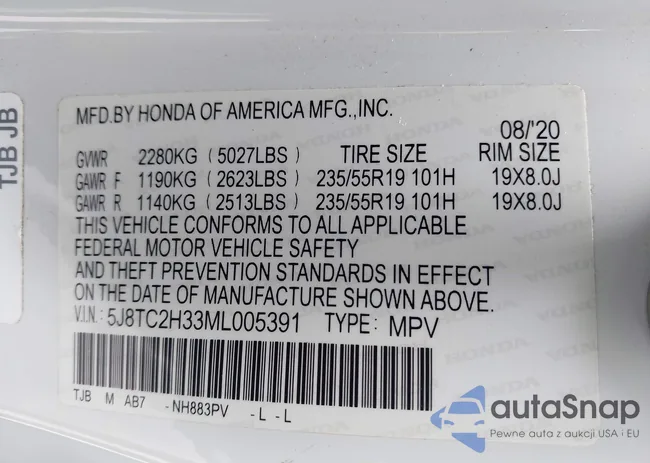 TJB JB
MFD.BY HONDA OF AMERICA MFG.,INC.
08/'20
GVWR 2280KG (5027LBS) TIRE SIZE RIM SIZE
GAWR F 1190KG (2623LBS) 235/55R19 101H 19X8.0J
GAWR R 1140KG (2513LBS) 235/55R19 101H 19X8.0J
THIS VEHICLE CONFORMS TO ALL APPLICABLE
FEDERAL MOTOR VEHICLE SAFETY
AND THEFT PREVENTION STANDARDS IN EFFECT
ON THE DATE OF MANUFACTURE SHOWN ABOVE.
V.I.N.: 5J8TC2H33ML005391 TYPE: MPV
TJB M AB7 -NH883PV -L -L
autaSnap
Pewne auta z aukcji USA i EU